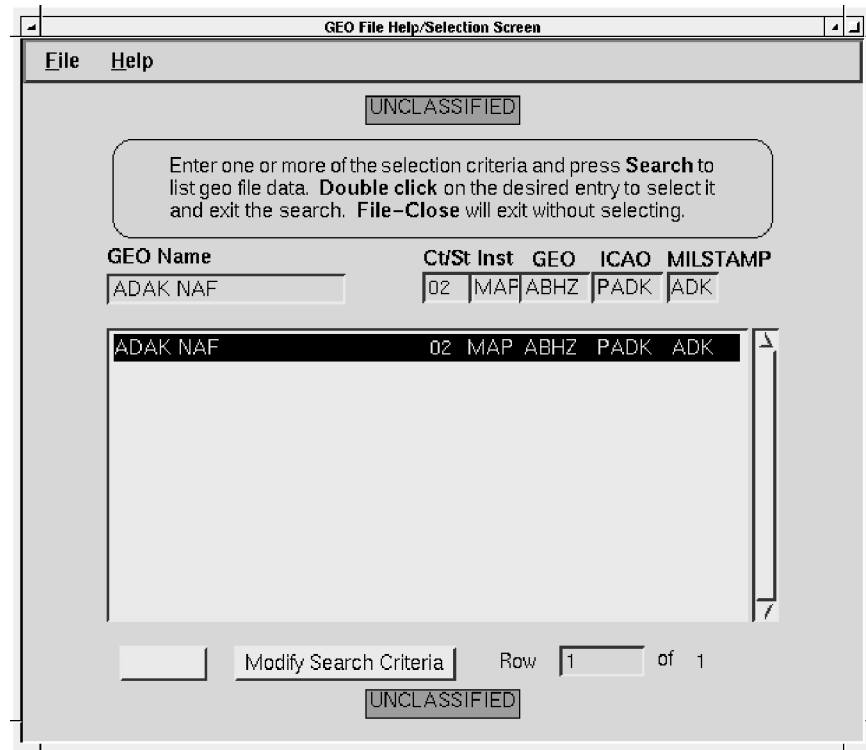 GEO File Help/Selection Screen
File Help
UNCLASSIFIED
Enter one or more of the selection criteria and press Search to
list geo file data. Double click on the desired entry to select it
and exit the search. File-Close will exit without selecting.
GEO Name Ct/St Inst GEO ICAO MILSTAMP
ADAK NAF 02 MAP ABHZ PADK ADK
ADAK NAF 02 MAP ABHZ PADK ADK
Modify Search Criteria Row 1 of 1
UNCLASSIFIED